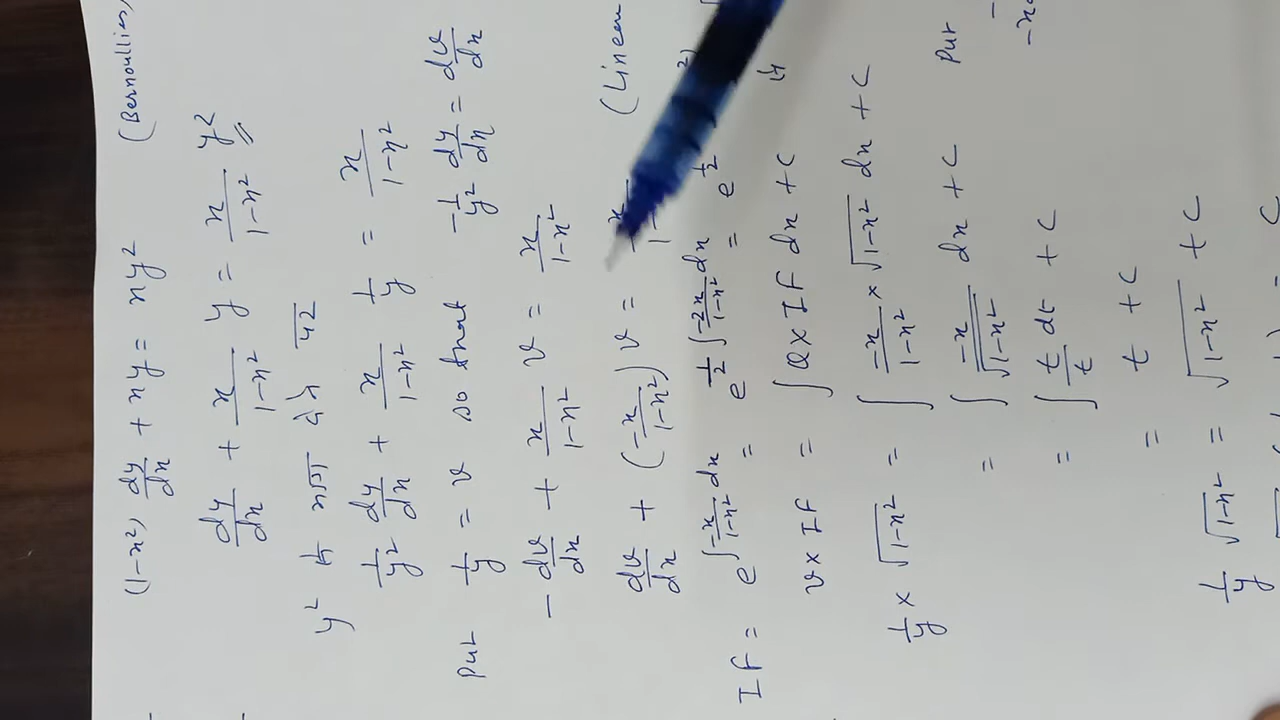 (1-x²) dy/dx + xy = xy² (Bernoullies)
dy/dx + x/(1-x²) y = x/(1-x²) y²
y² से
1/y² dy/dx + x/(1-x²) 1/y = x/(1-x²)
Put 1/y = v so that -1/y² dy/dx = dv/dx
- dv/dx + x/(1-x²) v = x/(1-x²)
dv/dx + (-x/(1-x²)) v = (Linear
IF = e^∫-x/(1-x²) dx = e^½∫-2x/(1-x²) dx = e^½
v × IF = ∫Q × IF dx + C
1/y × √(1-x²) = ∫ -x/(1-x²) × √(1-x²) dx + C
= ∫ -x/√(1-x²) dx + C Put
= ∫ t/t dt + C
= t + C
1/y √(1-x²) = √(1-x²) + C